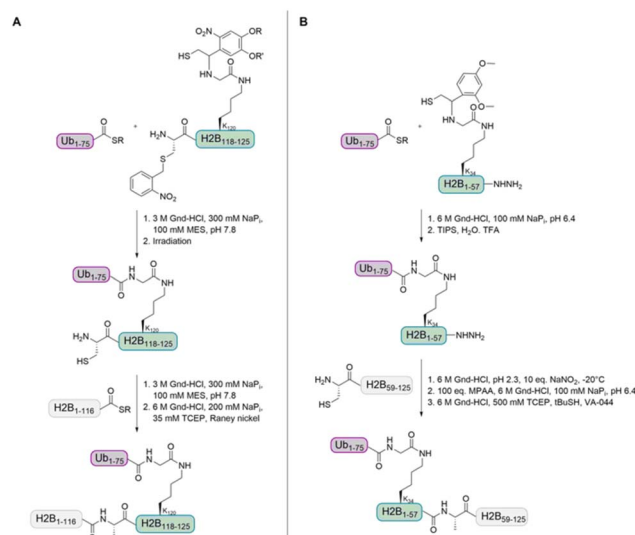 A
B
O₂N
OR
OR'
HS
HN
O
NH
K₁₂₀
Ub₁₋₇₅
O
SR
+
H₂N
O
H2B₁₁₈₋₁₂₅
S
NO₂
1. 3 M Gnd-HCl, 300 mM NaPᵢ,
100 mM MES, pH 7.8
2. Irradiation
Ub₁₋₇₅
O
H
N
O
NH
K₁₂₀
H₂N
O
H2B₁₁₈₋₁₂₅
HS
H2B₁₋₁₁₆
O
SR
1. 3 M Gnd-HCl, 300 mM NaPᵢ,
100 mM MES, pH 7.8
2. 6 M Gnd-HCl, 200 mM NaPᵢ,
35 mM TCEP, Raney nickel
Ub₁₋₇₅
O
H
N
O
NH
K₁₂₀
H2B₁₋₁₁₆
H
N
O
H2B₁₁₈₋₁₂₅
O
HS
O
HN
O
NH
Ub₁₋₇₅
O
SR
+
K₃₄
H2B₁₋₅₇
NHNH₂
1. 6 M Gnd-HCl, 100 mM NaPᵢ, pH 6.4
2. TIPS, H₂O. TFA
Ub₁₋₇₅
O
H
N
O
NH
K₃₄
H2B₁₋₅₇
NHNH₂
H₂N
O
H2B₅₉₋₁₂₅
HS
1. 6 M Gnd-HCl, pH 2.3, 10 eq. NaNO₂, -20°C
2. 100 eq. MPAA, 6 M Gnd-HCl, 100 mM NaPᵢ, pH 6.4
3. 6 M Gnd-HCl, 500 mM TCEP, tBuSH, VA-044
Ub₁₋₇₅
O
H
N
O
NH
K₃₄
H2B₁₋₅₇
O
H
N
O
H2B₅₉₋₁₂₅